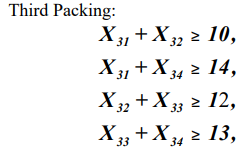 Third Packing:
X₃₁ + X₃₂ ≥ 10,
X₃₁ + X₃₄ ≥ 14,
X₃₂ + X₃₃ ≥ 12,
X₃₃ + X₃₄ ≥ 13,